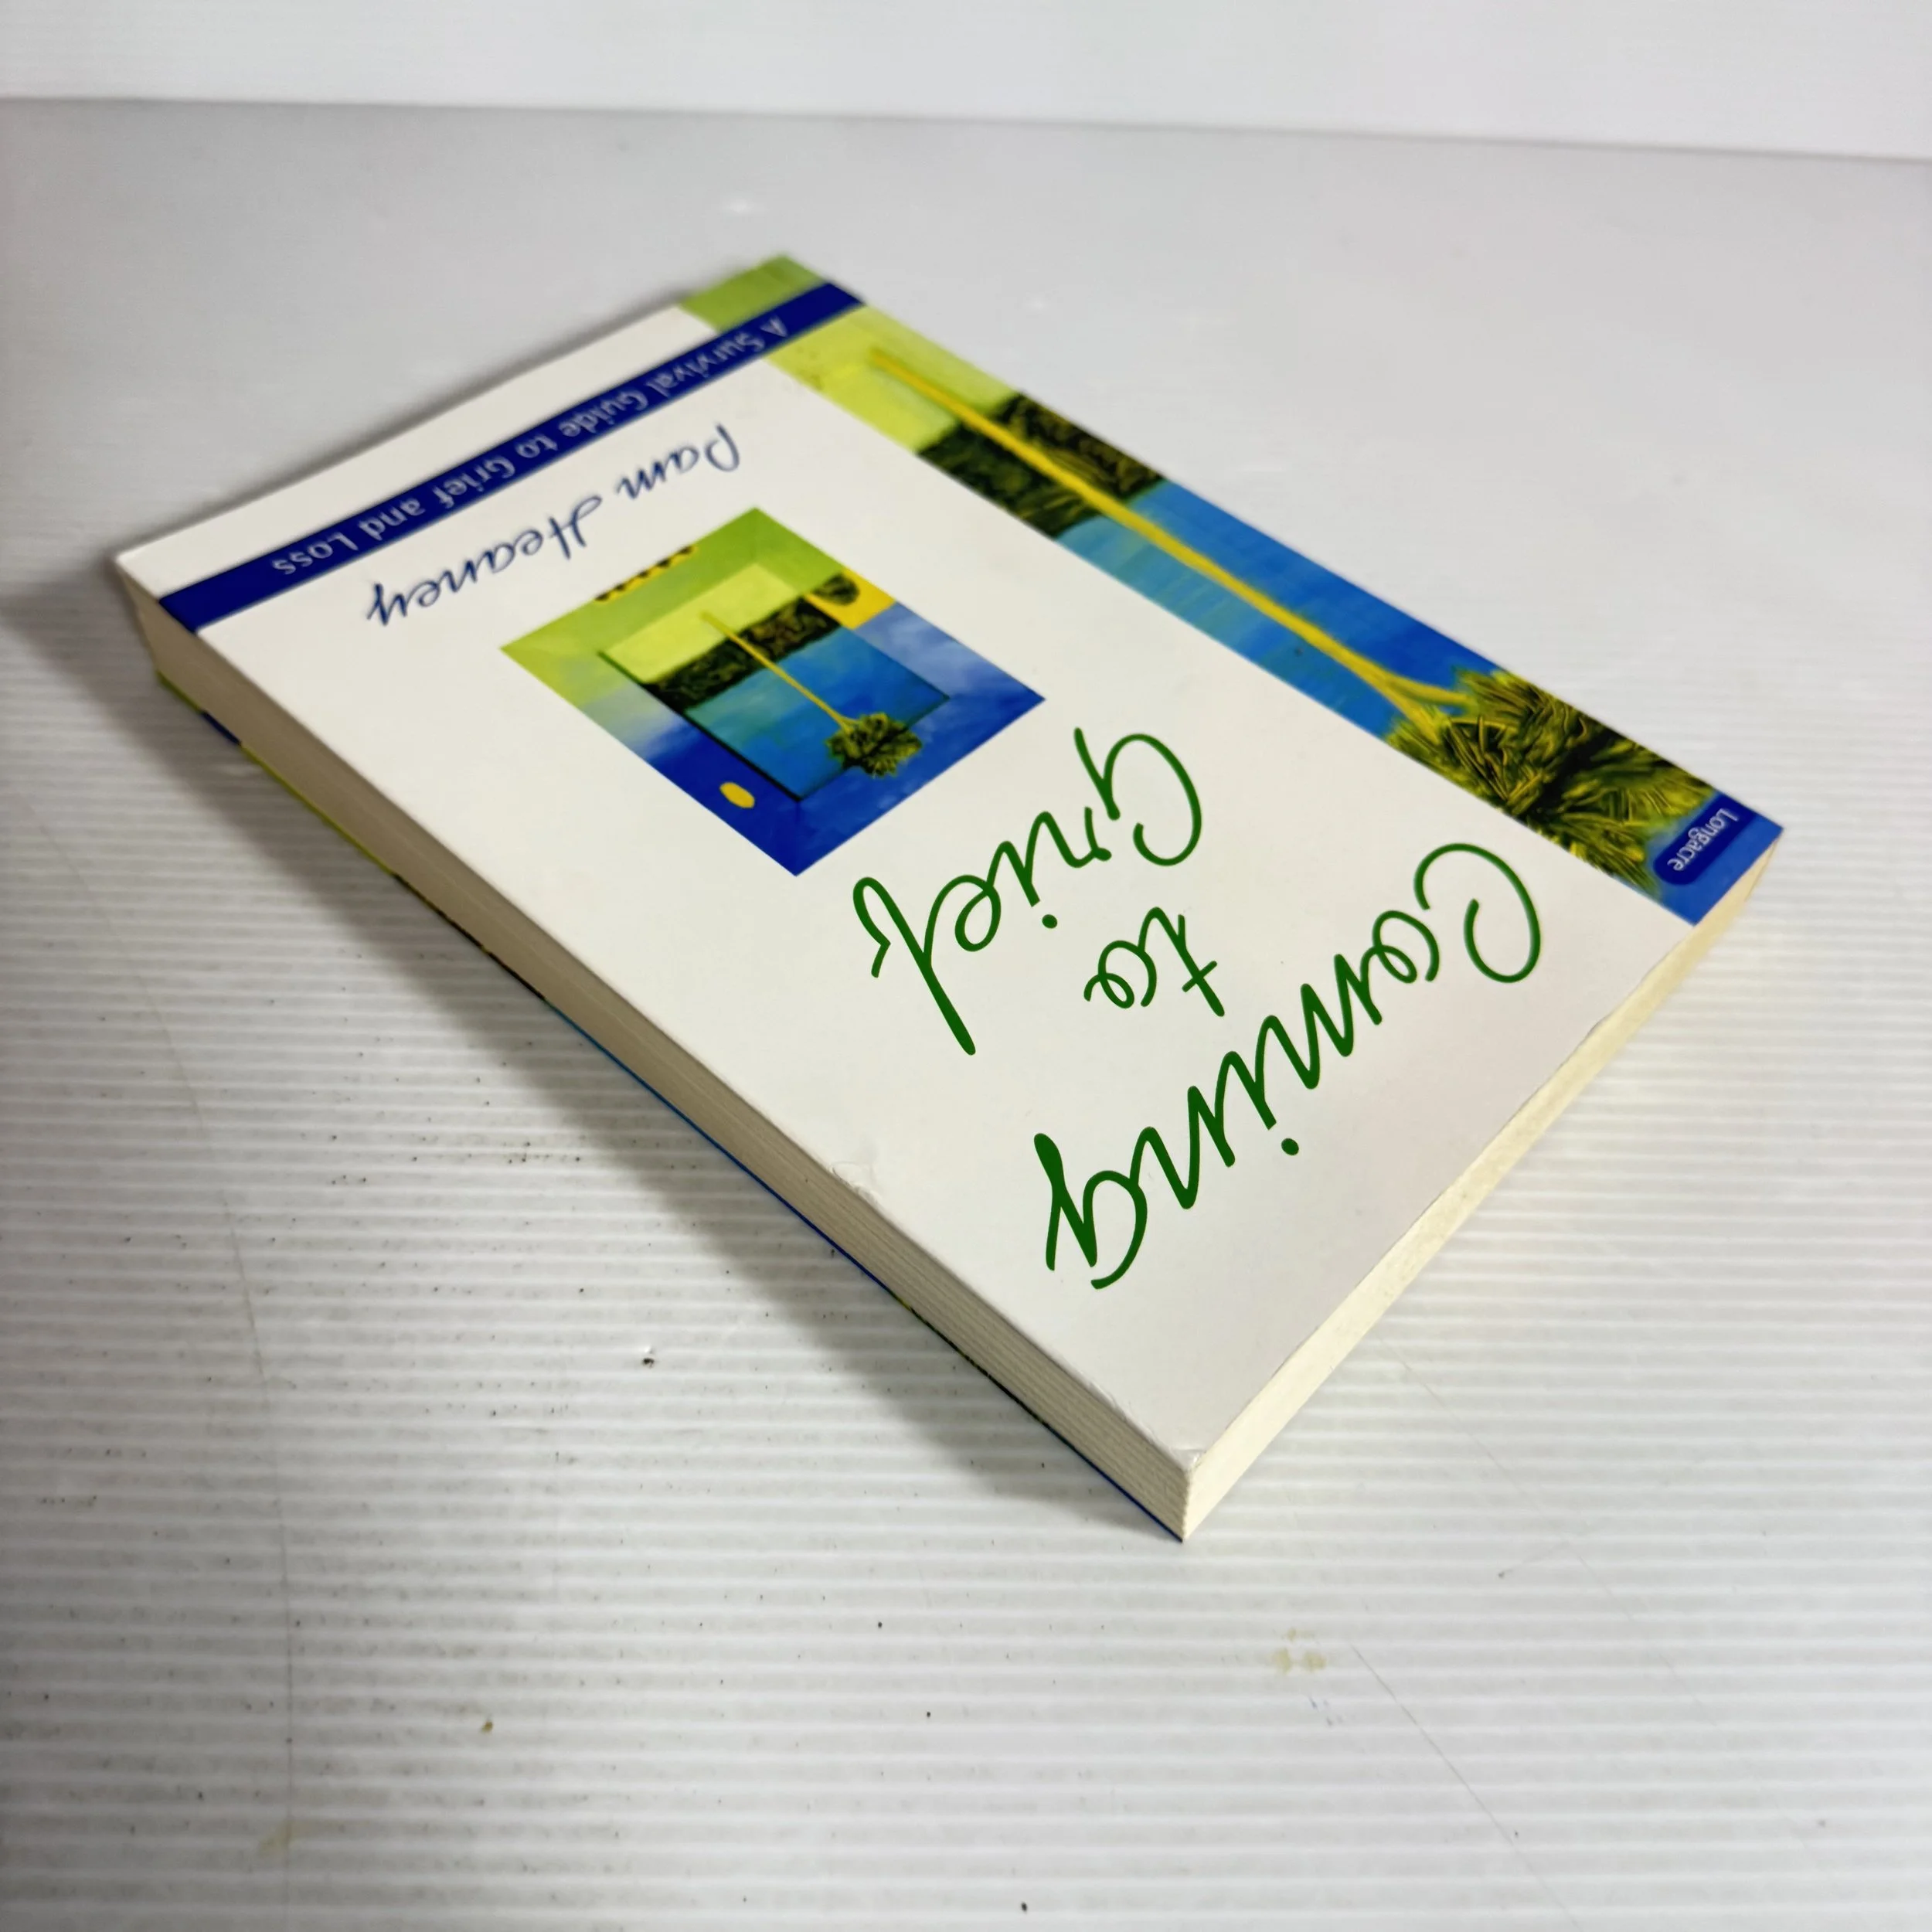 Longacre
Coming
to
Grief
Pam Heaney
A Survival Guide to Grief and Loss